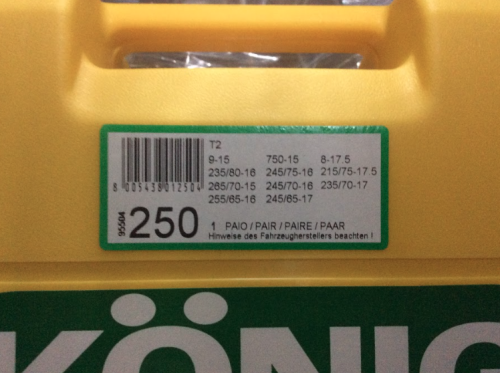 T2
9-15 750-15 8-17.5
235/80-16 245/75-16 215/75-17.5
265/70-15 245/70-16 235/70-17
255/65-16 245/65-17
8 005438 012504
95504
250
1 PAIO / PAIR / PAIRE / PAAR
Hinweise des Fahrzeugherstellers beachten !
KÖNIG